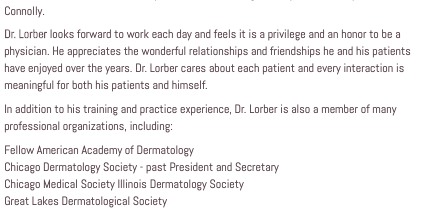 Connolly.
Dr. Lorber looks forward to work each day and feels it is a privilege and an honor to be a
physician. He appreciates the wonderful relationships and friendships he and his patients
have enjoyed over the years. Dr. Lorber cares about each patient and every interaction is
meaningful for both his patients and himself.
In addition to his training and practice experience, Dr. Lorber is also a member of many
professional organizations, including:
Fellow American Academy of Dermatology
Chicago Dermatology Society - past President and Secretary
Chicago Medical Society Illinois Dermatology Society
Great Lakes Dermatological Society